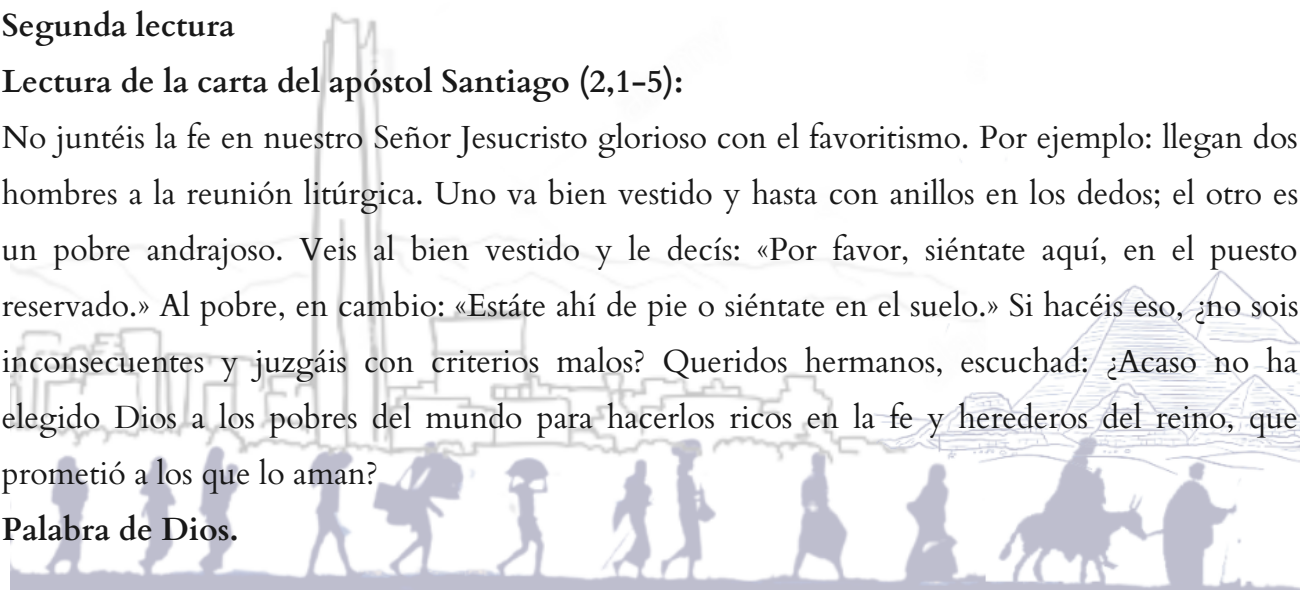 Segunda lectura
Lectura de la carta del apóstol Santiago (2,1-5):
No juntéis la fe en nuestro Señor Jesucristo glorioso con el favoritismo. Por ejemplo: llegan dos
hombres a la reunión litúrgica. Uno va bien vestido y hasta con anillos en los dedos; el otro es
un pobre andrajoso. Veis al bien vestido y le decís: «Por favor, siéntate aquí, en el puesto
reservado.» Al pobre, en cambio: «Estáte ahí de pie o siéntate en el suelo.» Si hacéis eso, ¿no sois
inconsecuentes y juzgáis con criterios malos? Queridos hermanos, escuchad: ¿Acaso no ha
elegido Dios a los pobres del mundo para hacerlos ricos en la fe y herederos del reino, que
prometió a los que lo aman?
Palabra de Dios.